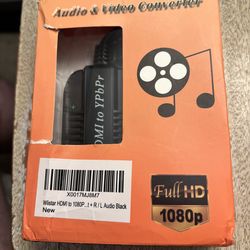 Audio & Video Converter
HDMI to YPbPr
X0017MJ8M7
Wiistar HDMI to 1080P...t + R / L Audio Black
New
Full HD
1080p